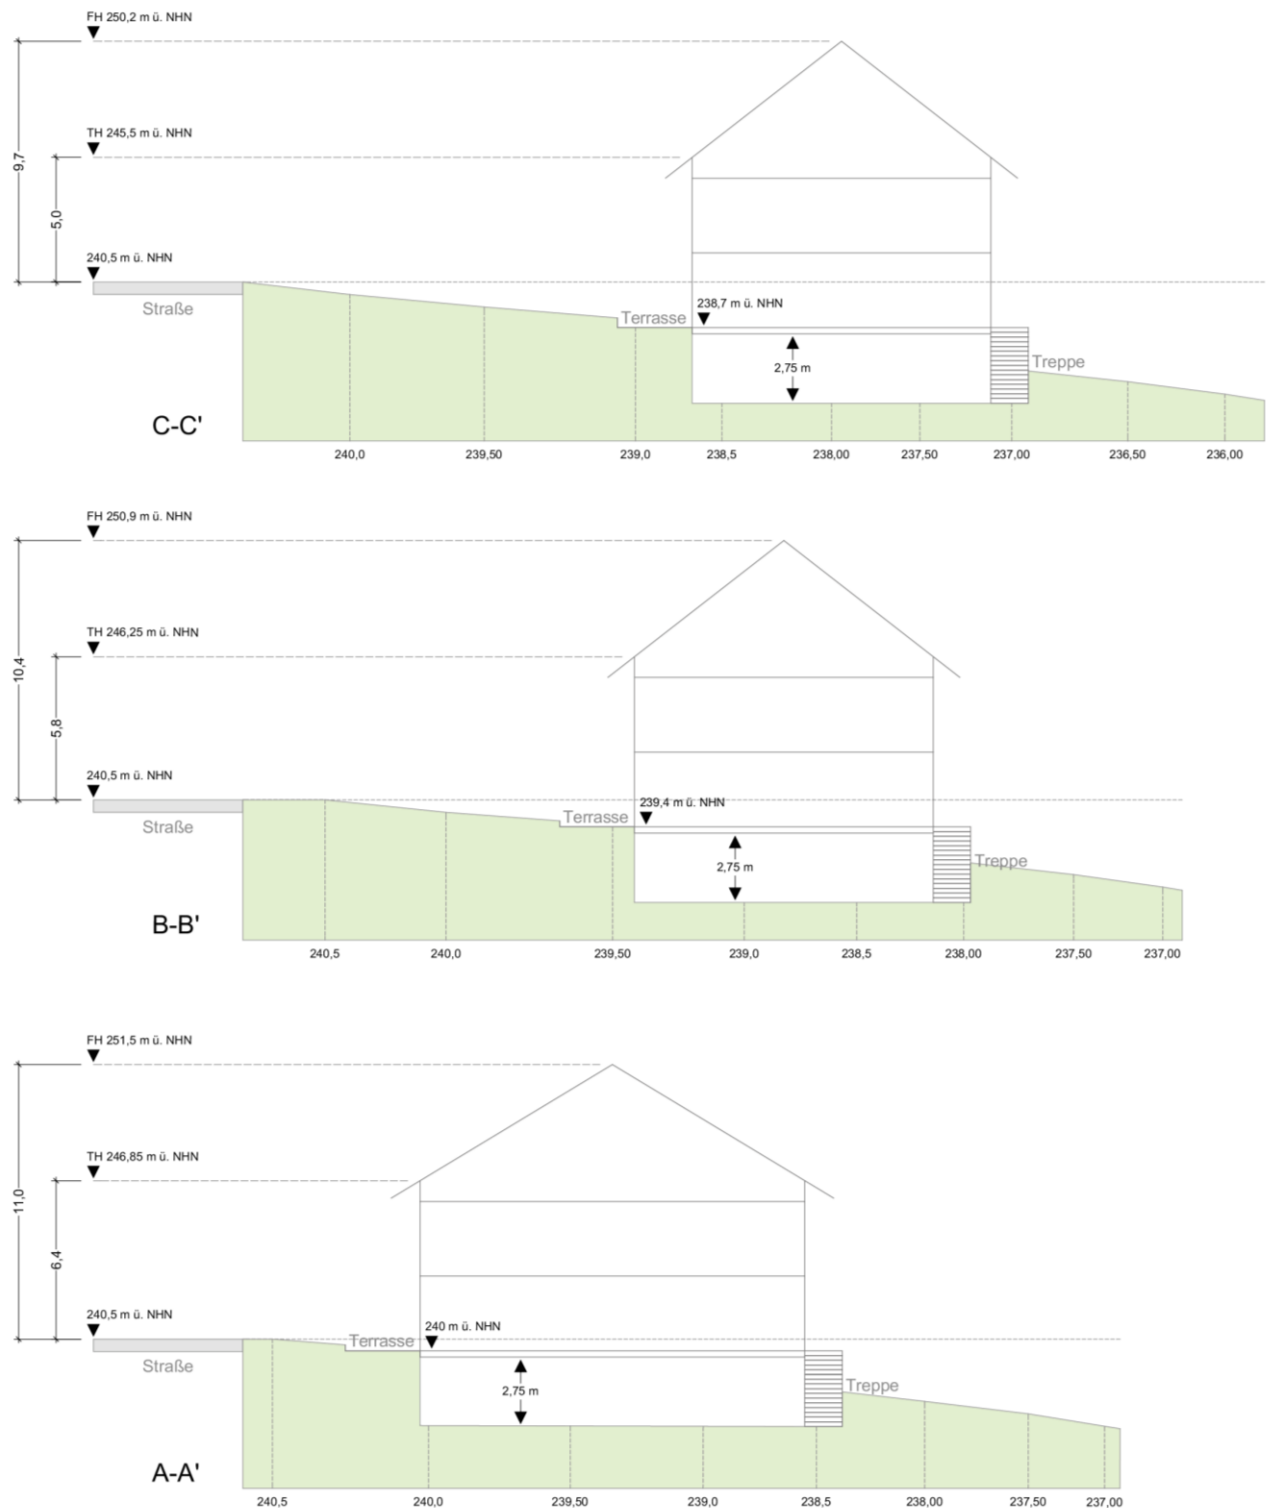 FH 250,2 m ü. NHN
TH 245,5 m ü. NHN
9,7
5,0
240,5 m ü. NHN
Straße
Terrasse
238,7 m ü. NHN
2,75 m
Treppe
C-C'
240,0 239,50 239,0 238,5 238,00 237,50 237,00 236,50 236,00
FH 250,9 m ü. NHN
TH 246,25 m ü. NHN
10,4
5,8
240,5 m ü. NHN
Straße
Terrasse
239,4 m ü. NHN
2,75 m
Treppe
B-B'
240,5 240,0 239,50 239,0 238,5 238,00 237,50 237,00
FH 251,5 m ü. NHN
TH 246,85 m ü. NHN
11,0
6,4
240,5 m ü. NHN
Straße
Terrasse
240 m ü. NHN
2,75 m
Treppe
A-A'
240,5 240,0 239,50 239,0 238,5 238,00 237,50 237,00